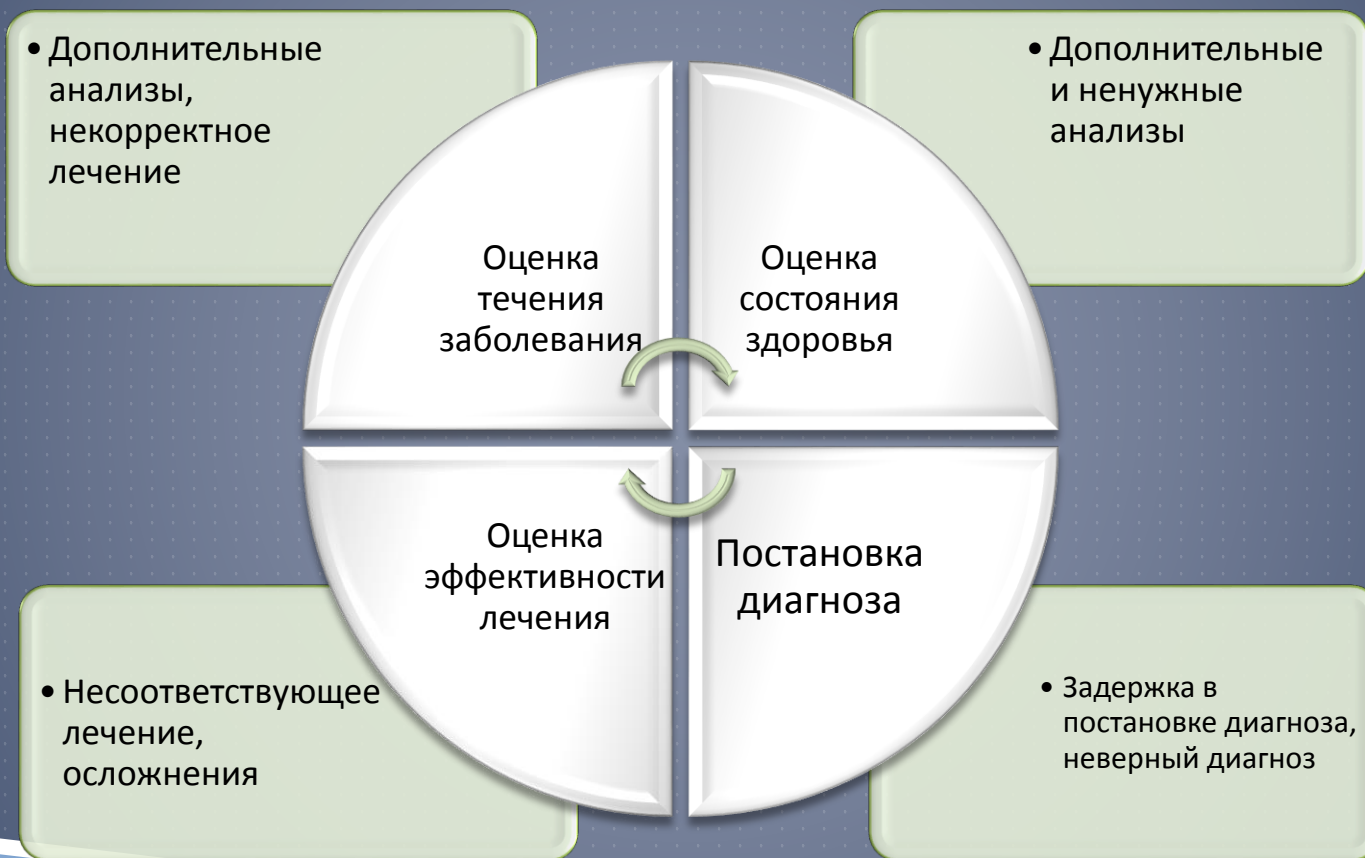 • Дополнительные
анализы,
некорректное
лечение
• Дополнительные
и ненужные
анализы
Оценка
течения
заболевания
Оценка
состояния
здоровья
Оценка
эффективности
лечения
Постановка
диагноза
• Несоответствующее
лечение,
осложнения
• Задержка в
постановке диагноза,
неверный диагноз